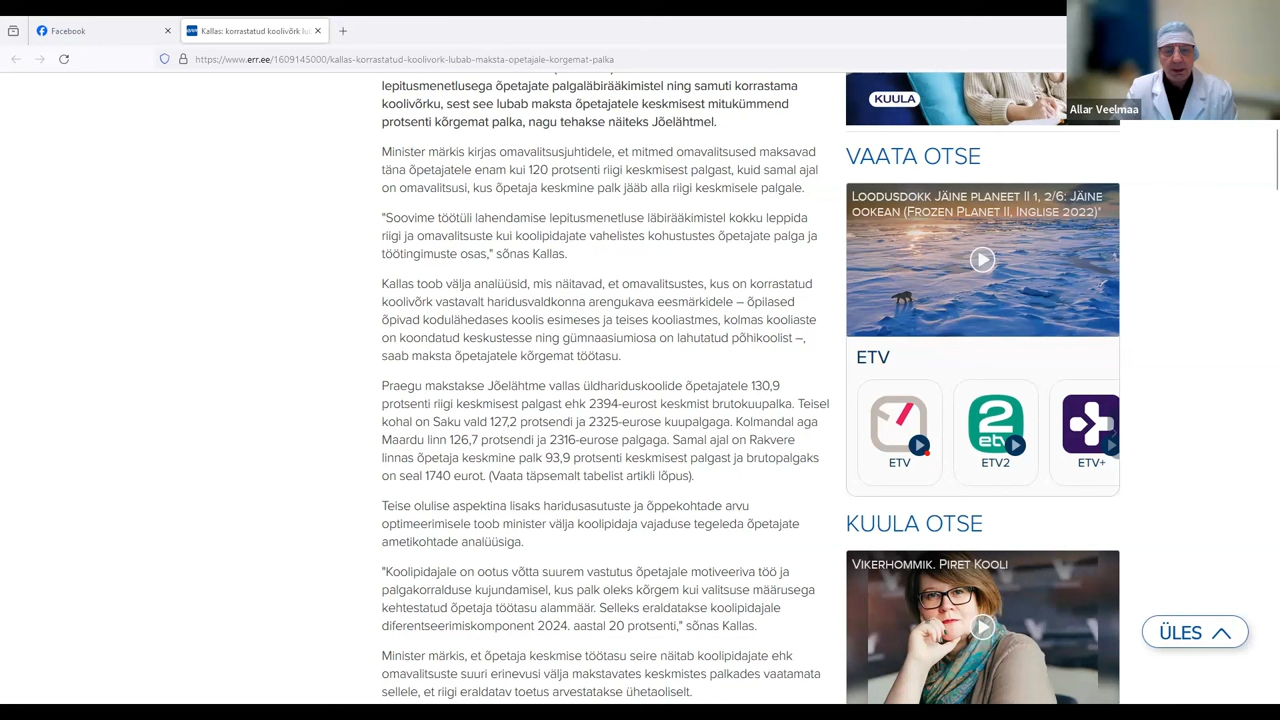 Facebook
Kallas: korrastatud koolivõrk lu
https://www.err.ee/1609145000/kallas-korrastatud-koolivork-lubab-maksta-opetajale-korgemat-palka
Allar Veelmaa
lepitusmenetlusega õpetajate palgaläbirääkimistel ning samuti korrastama
koolivõrku, sest see lubab maksta õpetajatele keskmisest mitukümmend
protsenti kõrgemat palka, nagu tehakse näiteks Jõelähtmel.
Minister märkis kirjas omavalitsusjuhtidele, et mitmed omavalitsused maksavad
täna õpetajatele enam kui 120 protsenti riigi keskmisest palgast, kuid samal ajal
on omavalitsusi, kus õpetaja keskmine palk jääb alla riigi keskmisele palgale.
"Soovime töötüli lahendamise lepitusmenetluse läbirääkimistel kokku leppida
riigi ja omavalitsuste kui koolipidajate vahelistes kohustustes õpetajate palga ja
töötingimuste osas," sõnas Kallas.
Kallas toob välja analüüsid, mis näitavad, et omavalitsustes, kus on korrastatud
koolivõrk vastavalt haridusvaldkonna arengukava eesmärkidele – õpilased
õpivad kodulähedases koolis esimeses ja teises kooliastmes, kolmas kooliaste
on koondatud keskustesse ning gümnaasiumiosa on lahutatud põhikoolist –,
saab maksta õpetajatele kõrgemat töötasu.
Praegu makstakse Jõelähtme vallas üldhariduskoolide õpetajatele 130,9
protsenti riigi keskmisest palgast ehk 2394-eurost keskmist brutokuupalka. Teisel
kohal on Saku vald 127,2 protsendi ja 2325-eurose kuupalgaga. Kolmandal aga
Maardu linn 126,7 protsendi ja 2316-eurose palgaga. Samal ajal on Rakvere
linnas õpetaja keskmine palk 93,9 protsenti keskmisest palgast ja brutopalgaks
on seal 1740 eurot. (Vaata täpsemalt tabelist artikli lõpus).
Teise olulise aspektina lisaks haridusasutuste ja õppekohtade arvu
optimeerimisele toob minister välja koolipidaja vajaduse tegeleda õpetajate
ametikohtade analüüsiga.
"Koolipidajale on ootus võtta suurem vastutus õpetajale motiveeriva töö ja
palgakorralduse kujundamisel, kus palk oleks kõrgem kui valitsuse määrusega
kehtestatud õpetaja töötasu alammäär. Selleks eraldatakse koolipidajale
diferentseerimiskomponent 2024. aastal 20 protsenti," sõnas Kallas.
Minister märkis, et õpetaja keskmise töötasu seire näitab koolipidajate ehk
omavalitsuste suuri erinevusi välja makstavates keskmistes palkades vaatamata
sellele, et riigi eraldatav toetus arvestatakse ühetaoliselt.
KUULA
VAATA OTSE
LOODUSDOKK JÄINE PLANEET II 1, 2/6: JÄINE
OOKEAN (FROZEN PLANET II, INGLISE 2022)"
ETV
2
etv
ETV
ETV2
ETV+
KUULA OTSE
VIKERHOMMIK. PIRET KOOLI
ÜLES